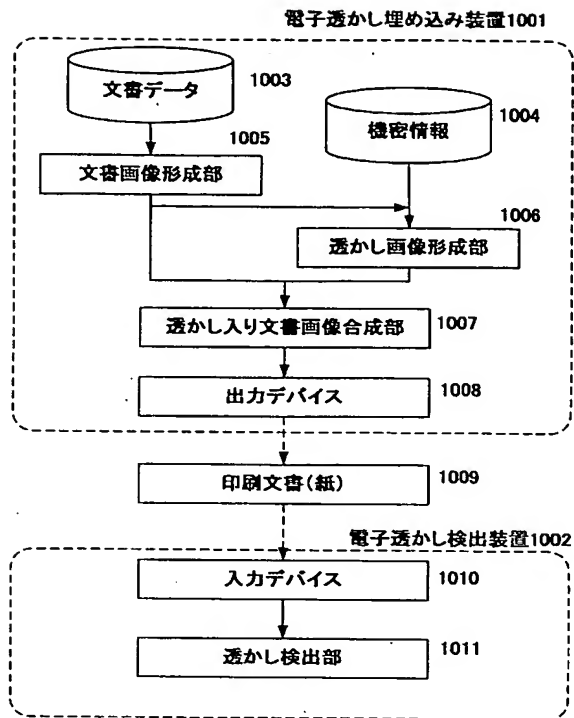 電子透かし埋め込み装置1001
文書データ
1003
機密情報
1004
1005
文書画像形成部
1006
透かし画像形成部
透かし入り文書画像合成部
1007
出力デバイス
1008
印刷文書(紙)
1009
電子透かし検出装置1002
入力デバイス
1010
透かし検出部
1011